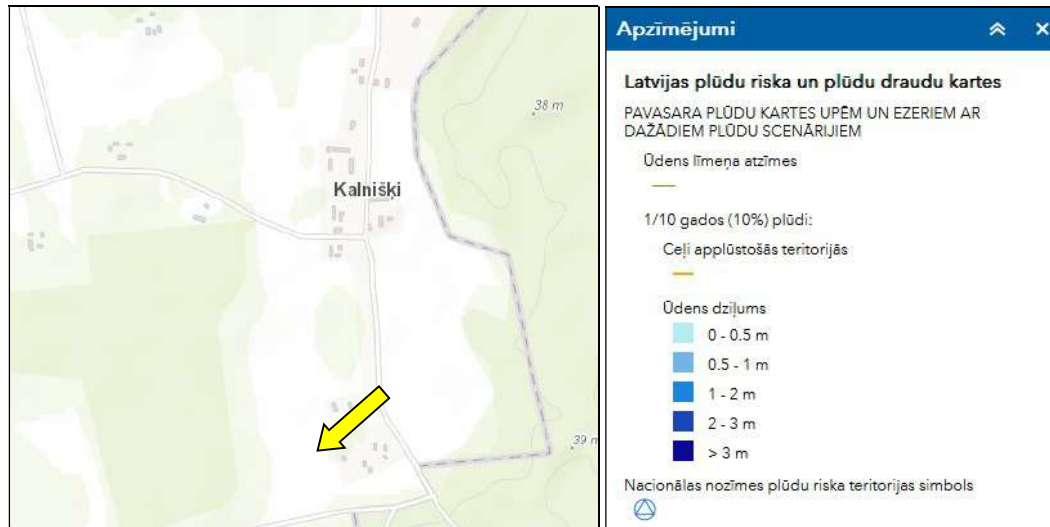 38 m
Kalnišķi
39 m
Apzīmējumi
Latvijas plūdu riska un plūdu draudu kartes
PAVASARA PLŪDU KARTES UPĒM UN EZERIEM AR
DAŽĀDIEM PLŪDU SCENĀRIJIEM
Ūdens līmeņa atzīmes
1/10 gados (10%) plūdi:
Ceļi applūstošās teritorijās
Ūdens dziļums
0 - 0.5 m
0.5 - 1 m
1 - 2 m
2 - 3 m
> 3 m
Nacionālas nozīmes plūdu riska teritorijas simbols